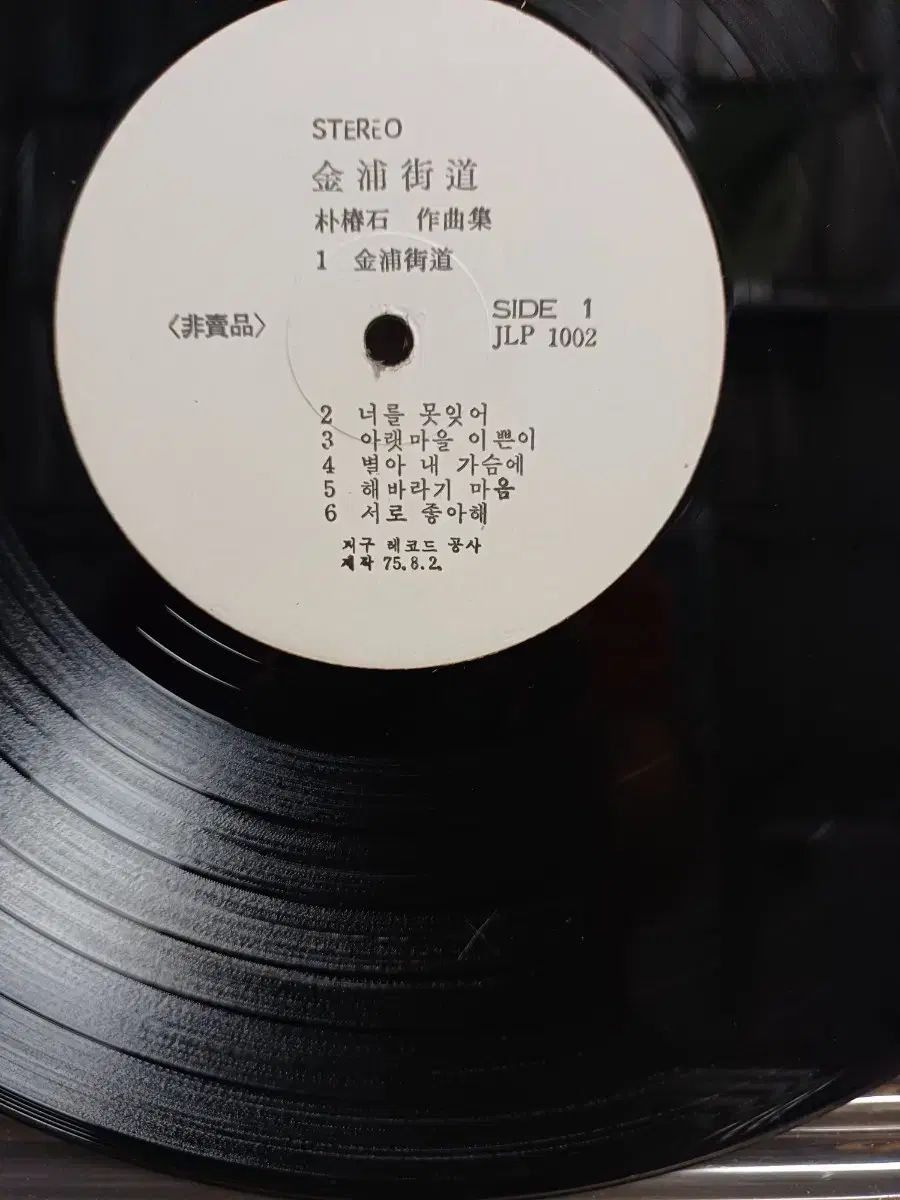 STEREO
金浦街道
朴椿石 作曲集
1 金浦街道
〈非賣品〉
SIDE 1
JLP 1002
2 너를 못잊어
3 아랫마을 이쁜이
4 별아 내 가슴에
5 해바라기 마음
6 서로 좋아해
지구 레코드 공사
제작 75.8.2.